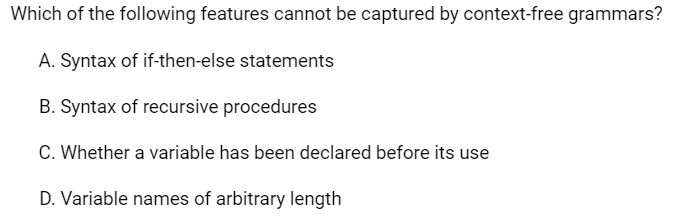 Which of the following features cannot be captured by context-free grammars?
A. Syntax of if-then-else statements
B. Syntax of recursive procedures
C. Whether a variable has been declared before its use
D. Variable names of arbitrary length